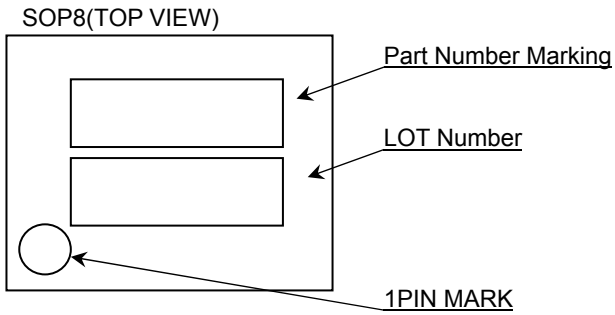 SOP8(TOP VIEW)
Part Number Marking
LOT Number
1PIN MARK